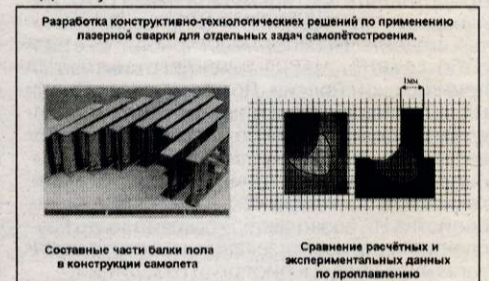 Разработка конструктивно-технологических решений по применению
лазерной сварки для отдельных задач самолётостроения.
1мм
Составные части балки пола
в конструкции самолета
Сравнение расчётных и
экспериментальных данных
по проплавлению